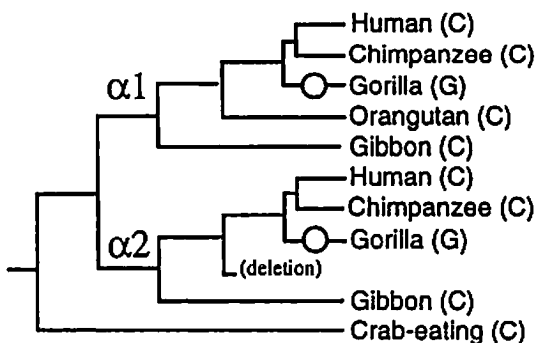 Human (C)
Chimpanzee (C)
α1
Gorilla (G)
Orangutan (C)
Gibbon (C)
Human (C)
Chimpanzee (C)
α2
Gorilla (G)
(deletion)
Gibbon (C)
Crab-eating (C)